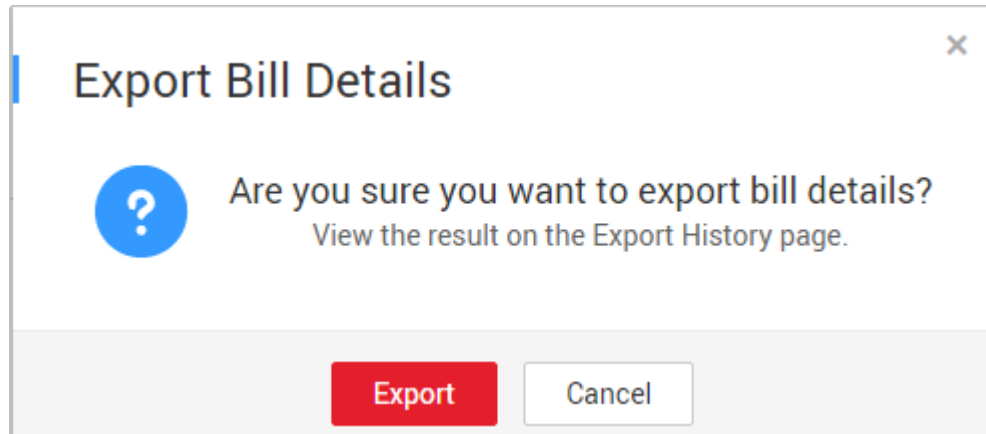 Export Bill Details
Are you sure you want to export bill details?
View the result on the Export History page.
Export
Cancel